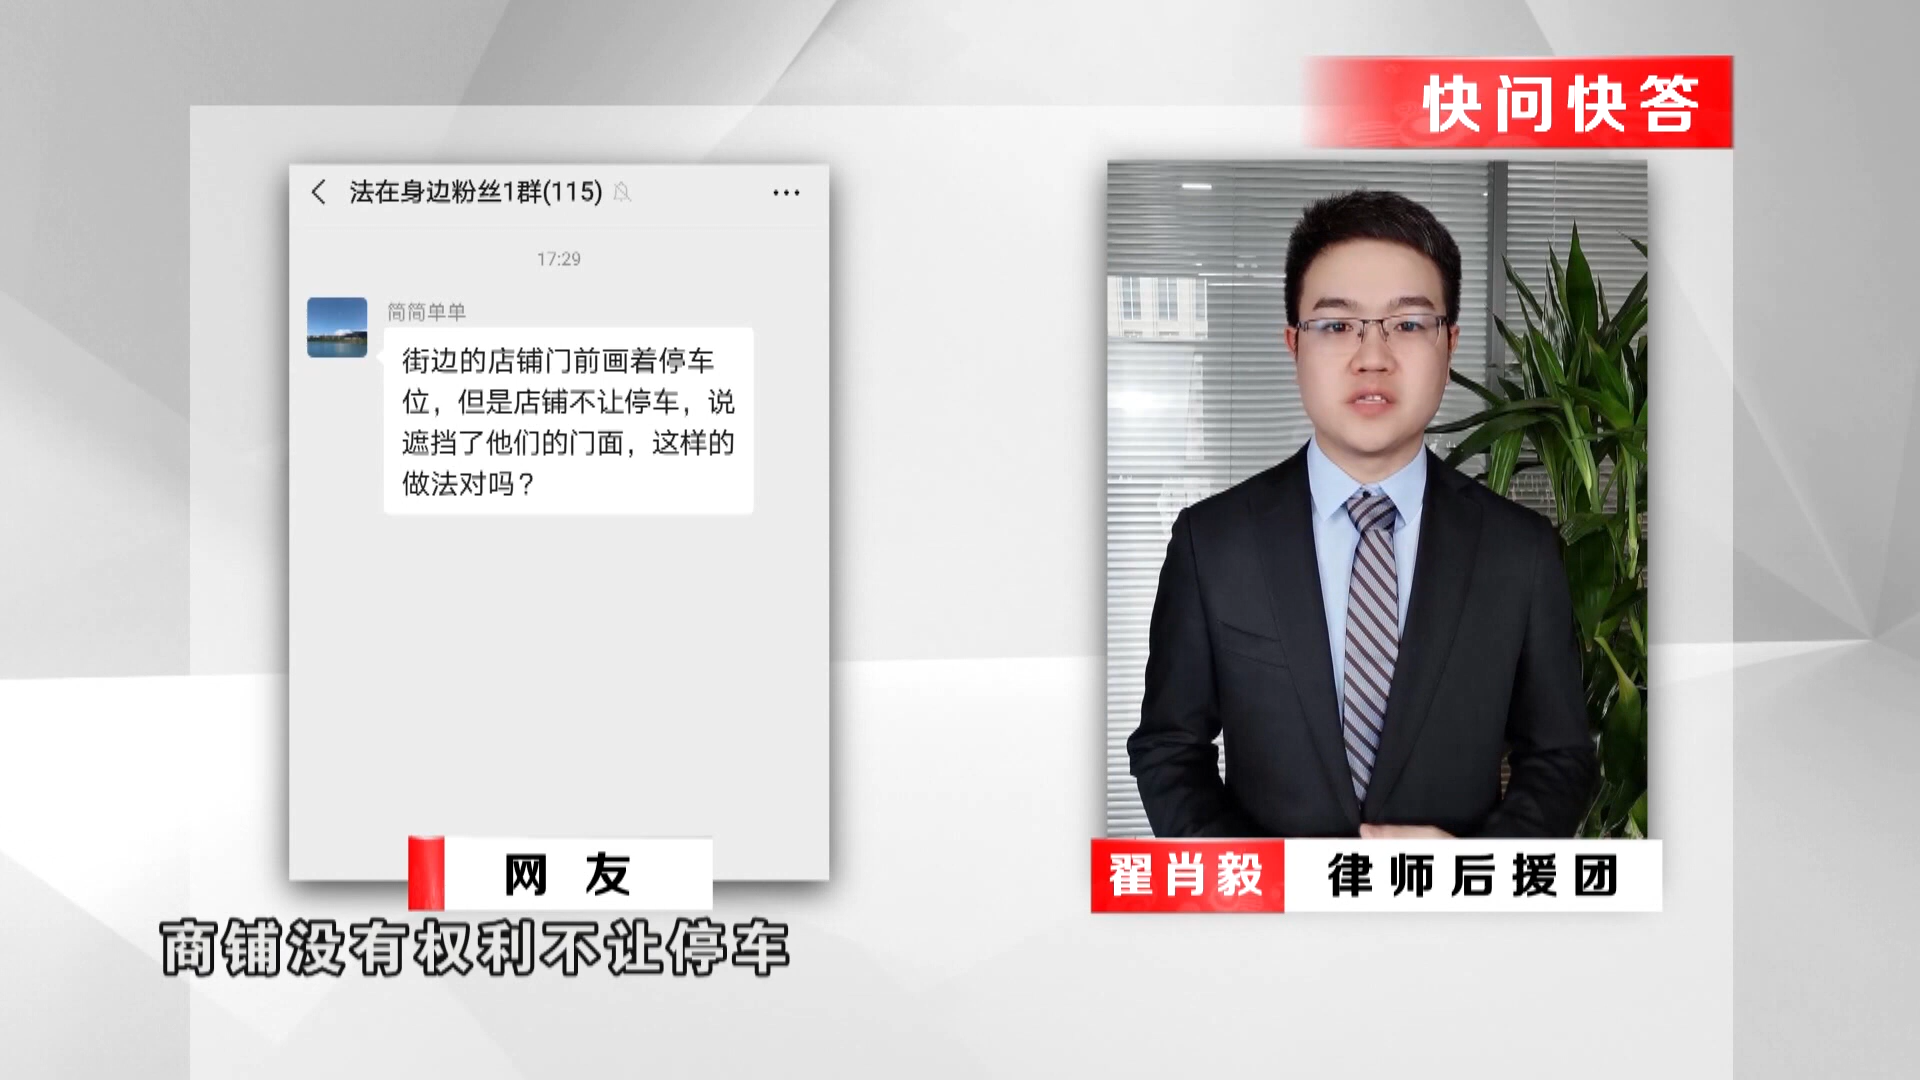 快问快答
法在身边粉丝1群(115)
17:29
简简单单
街边的店铺门前画着停车
位，但是店铺不让停车，说
遮挡了他们的门面，这样的
做法对吗？
网友
翟肖毅 律师后援团
商铺没有权利不让停车